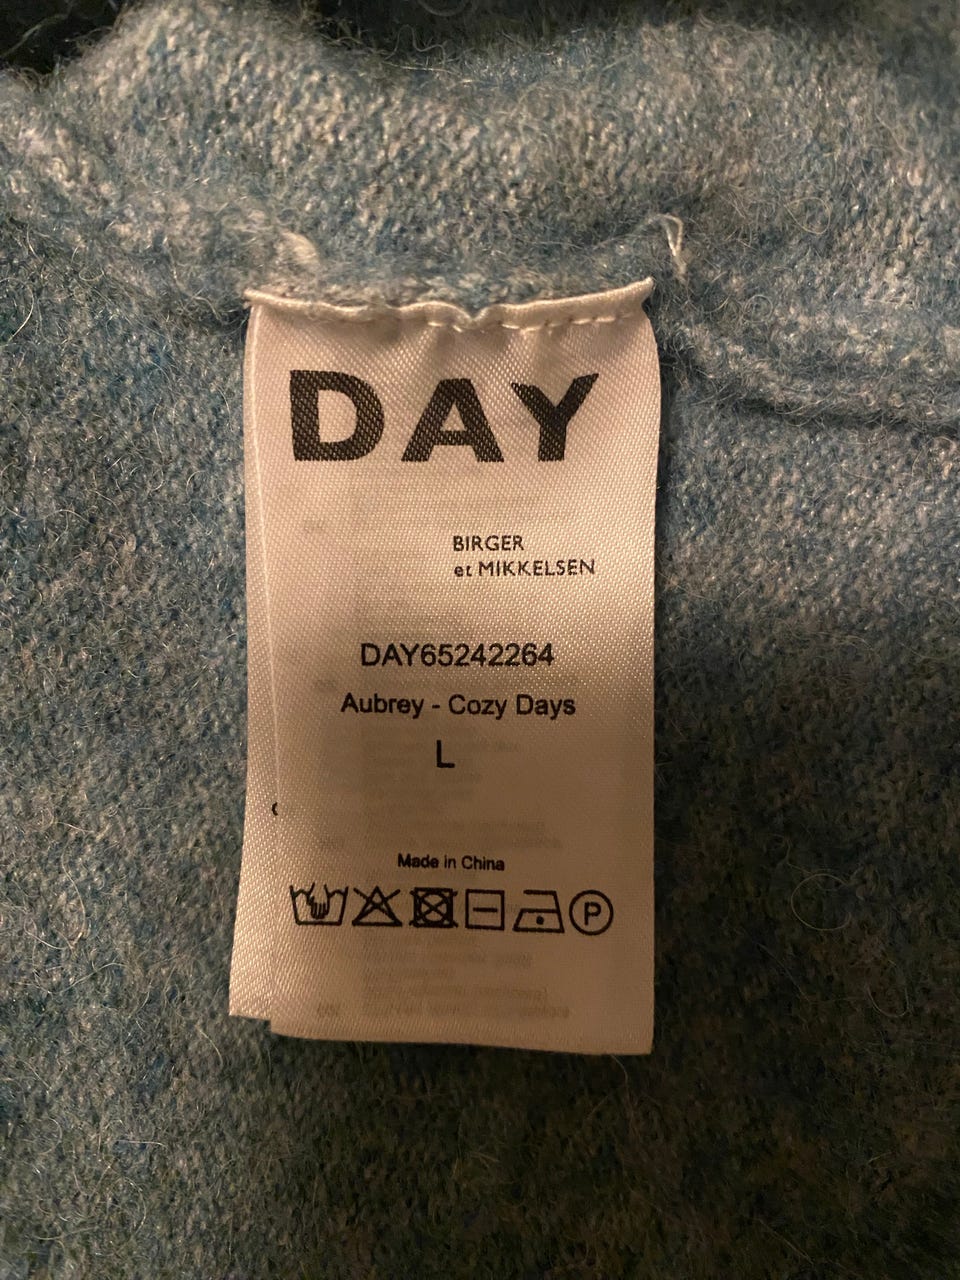 DAY
BIRGER
et MIKKELSEN
DAY65242264
Aubrey - Cozy Days
L
Made in China
P